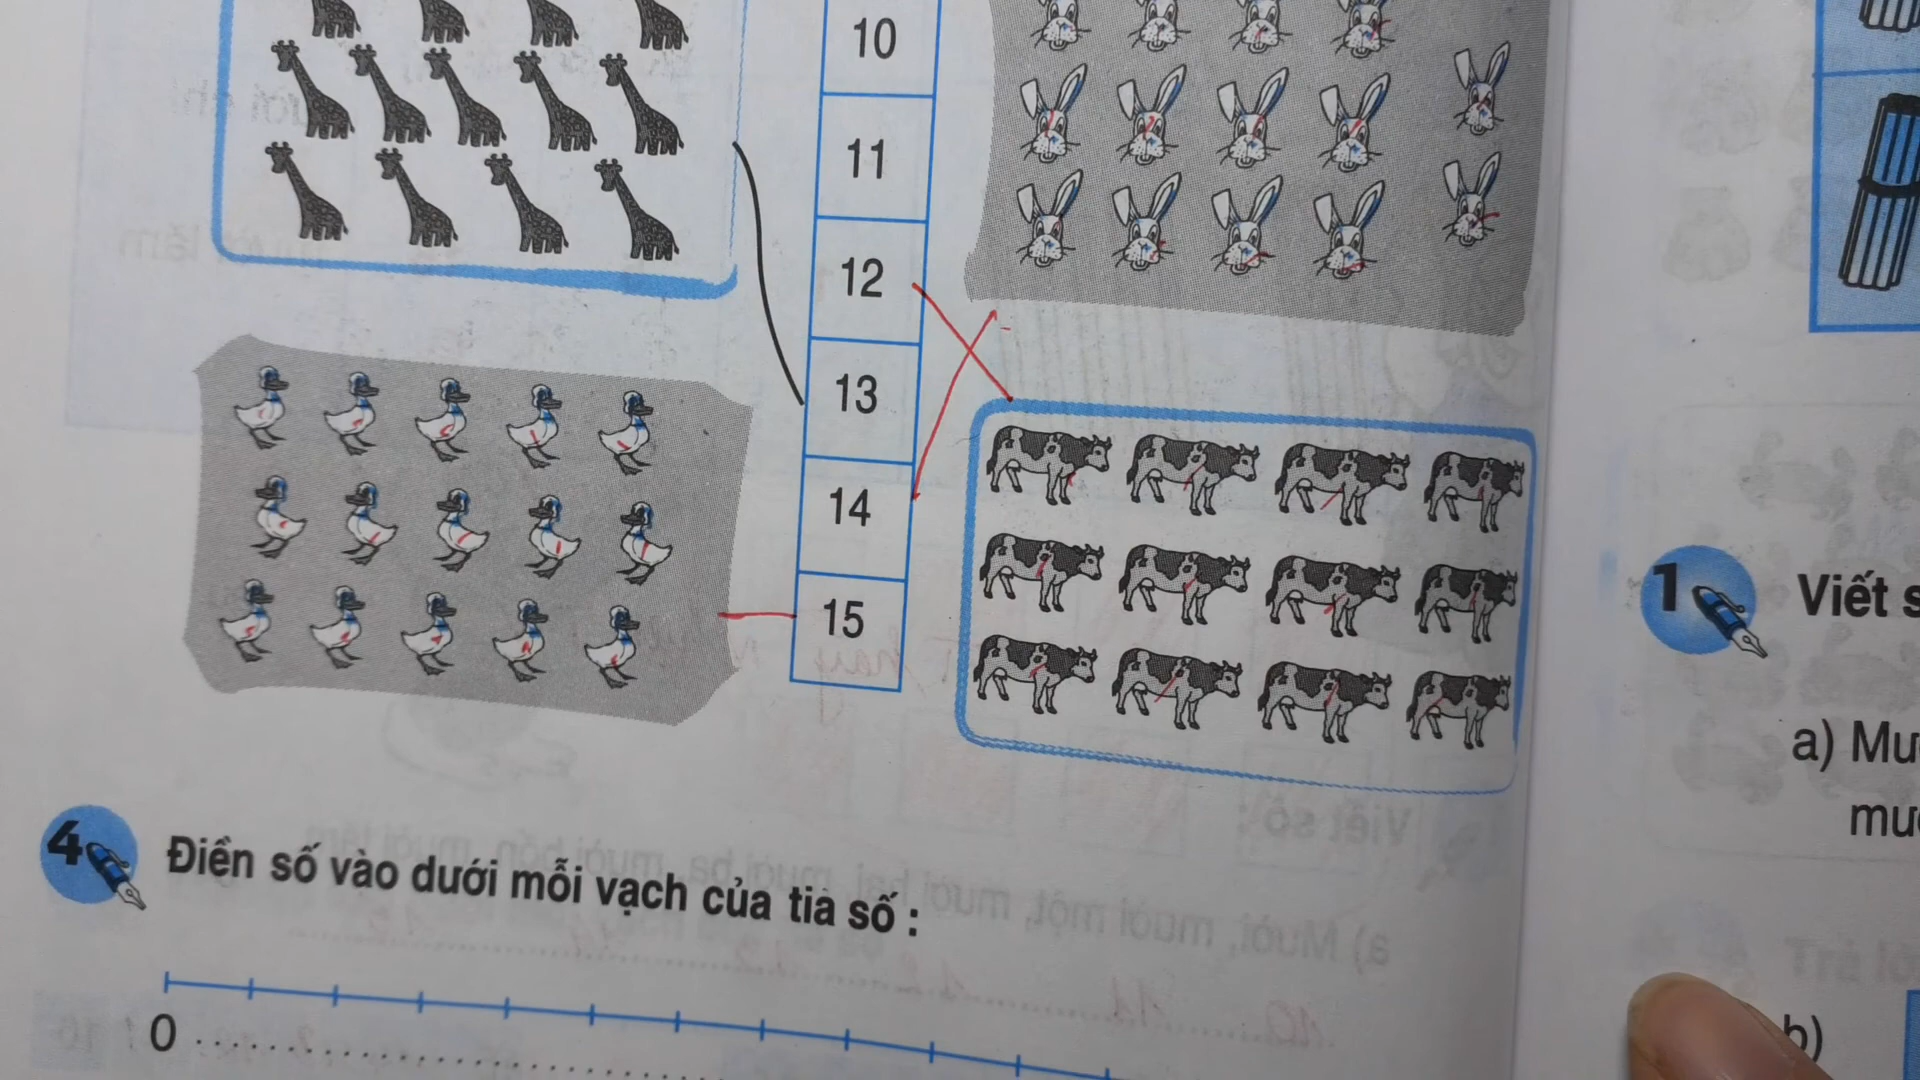 10
11
12
13
14
15
4
Điền số vào dưới mỗi vạch của tia số :
0
1
Viết s
a) Mư
mư
b)